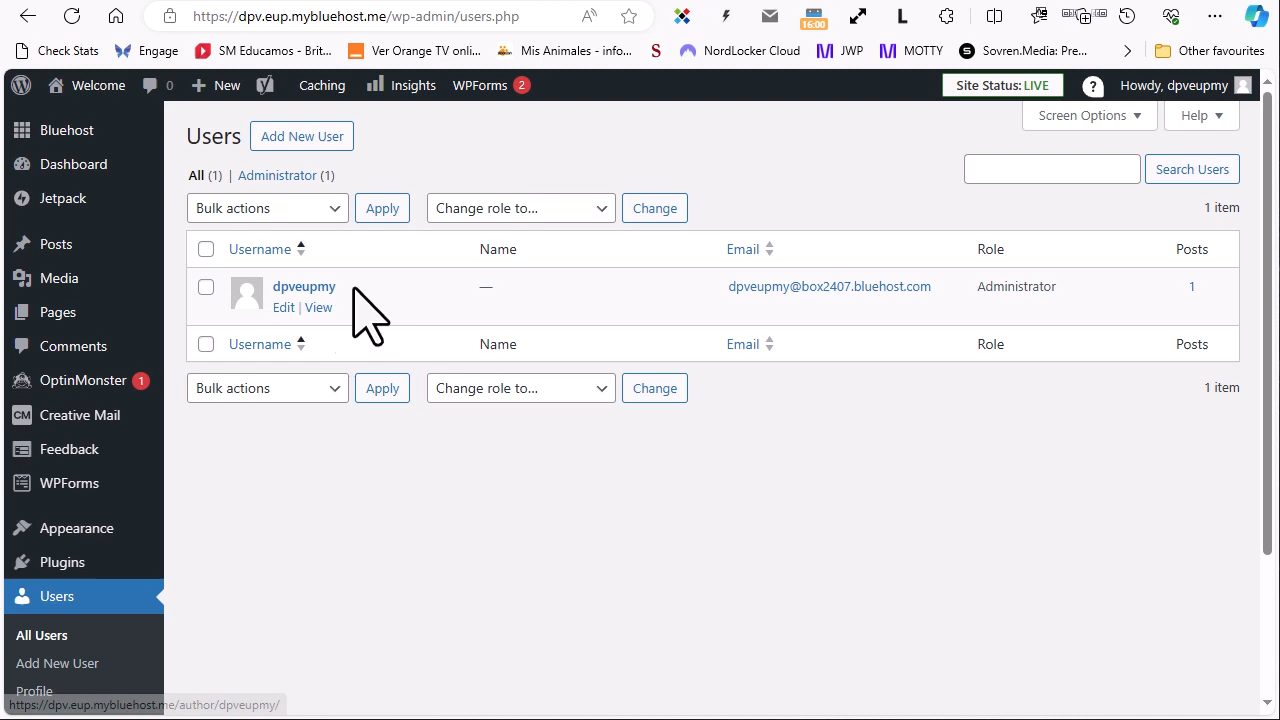 https://dpv.eup.mybluehost.me/wp-admin/users.php
16:00
Check Stats Engage SM Educamos - Brit... Ver Orange TV onlin... Mis Animales - info... NordLocker Cloud JWP MOTTY Sovren.Media-Pre... Other favourites
Welcome 0 New Caching Insights WPForms 2 Site Status: LIVE Howdy, dpveupmy
Bluehost
Dashboard
Jetpack
Posts
Media
Pages
Comments
OptinMonster 1
CM Creative Mail
Feedback
WPForms
Appearance
Plugins
Users
All Users
Add New User
Profile
Screen Options Help
Users Add New User
All (1) | Administrator (1)
Search Users
Bulk actions Apply Change role to... Change 1 item
Username Name Email Role Posts
dpveupmy — dpveupmy@box2407.bluehost.com Administrator 1
Edit | View
Username Name Email Role Posts
Bulk actions Apply Change role to... Change 1 item
https://dpv.eup.mybluehost.me/author/dpveupmy/